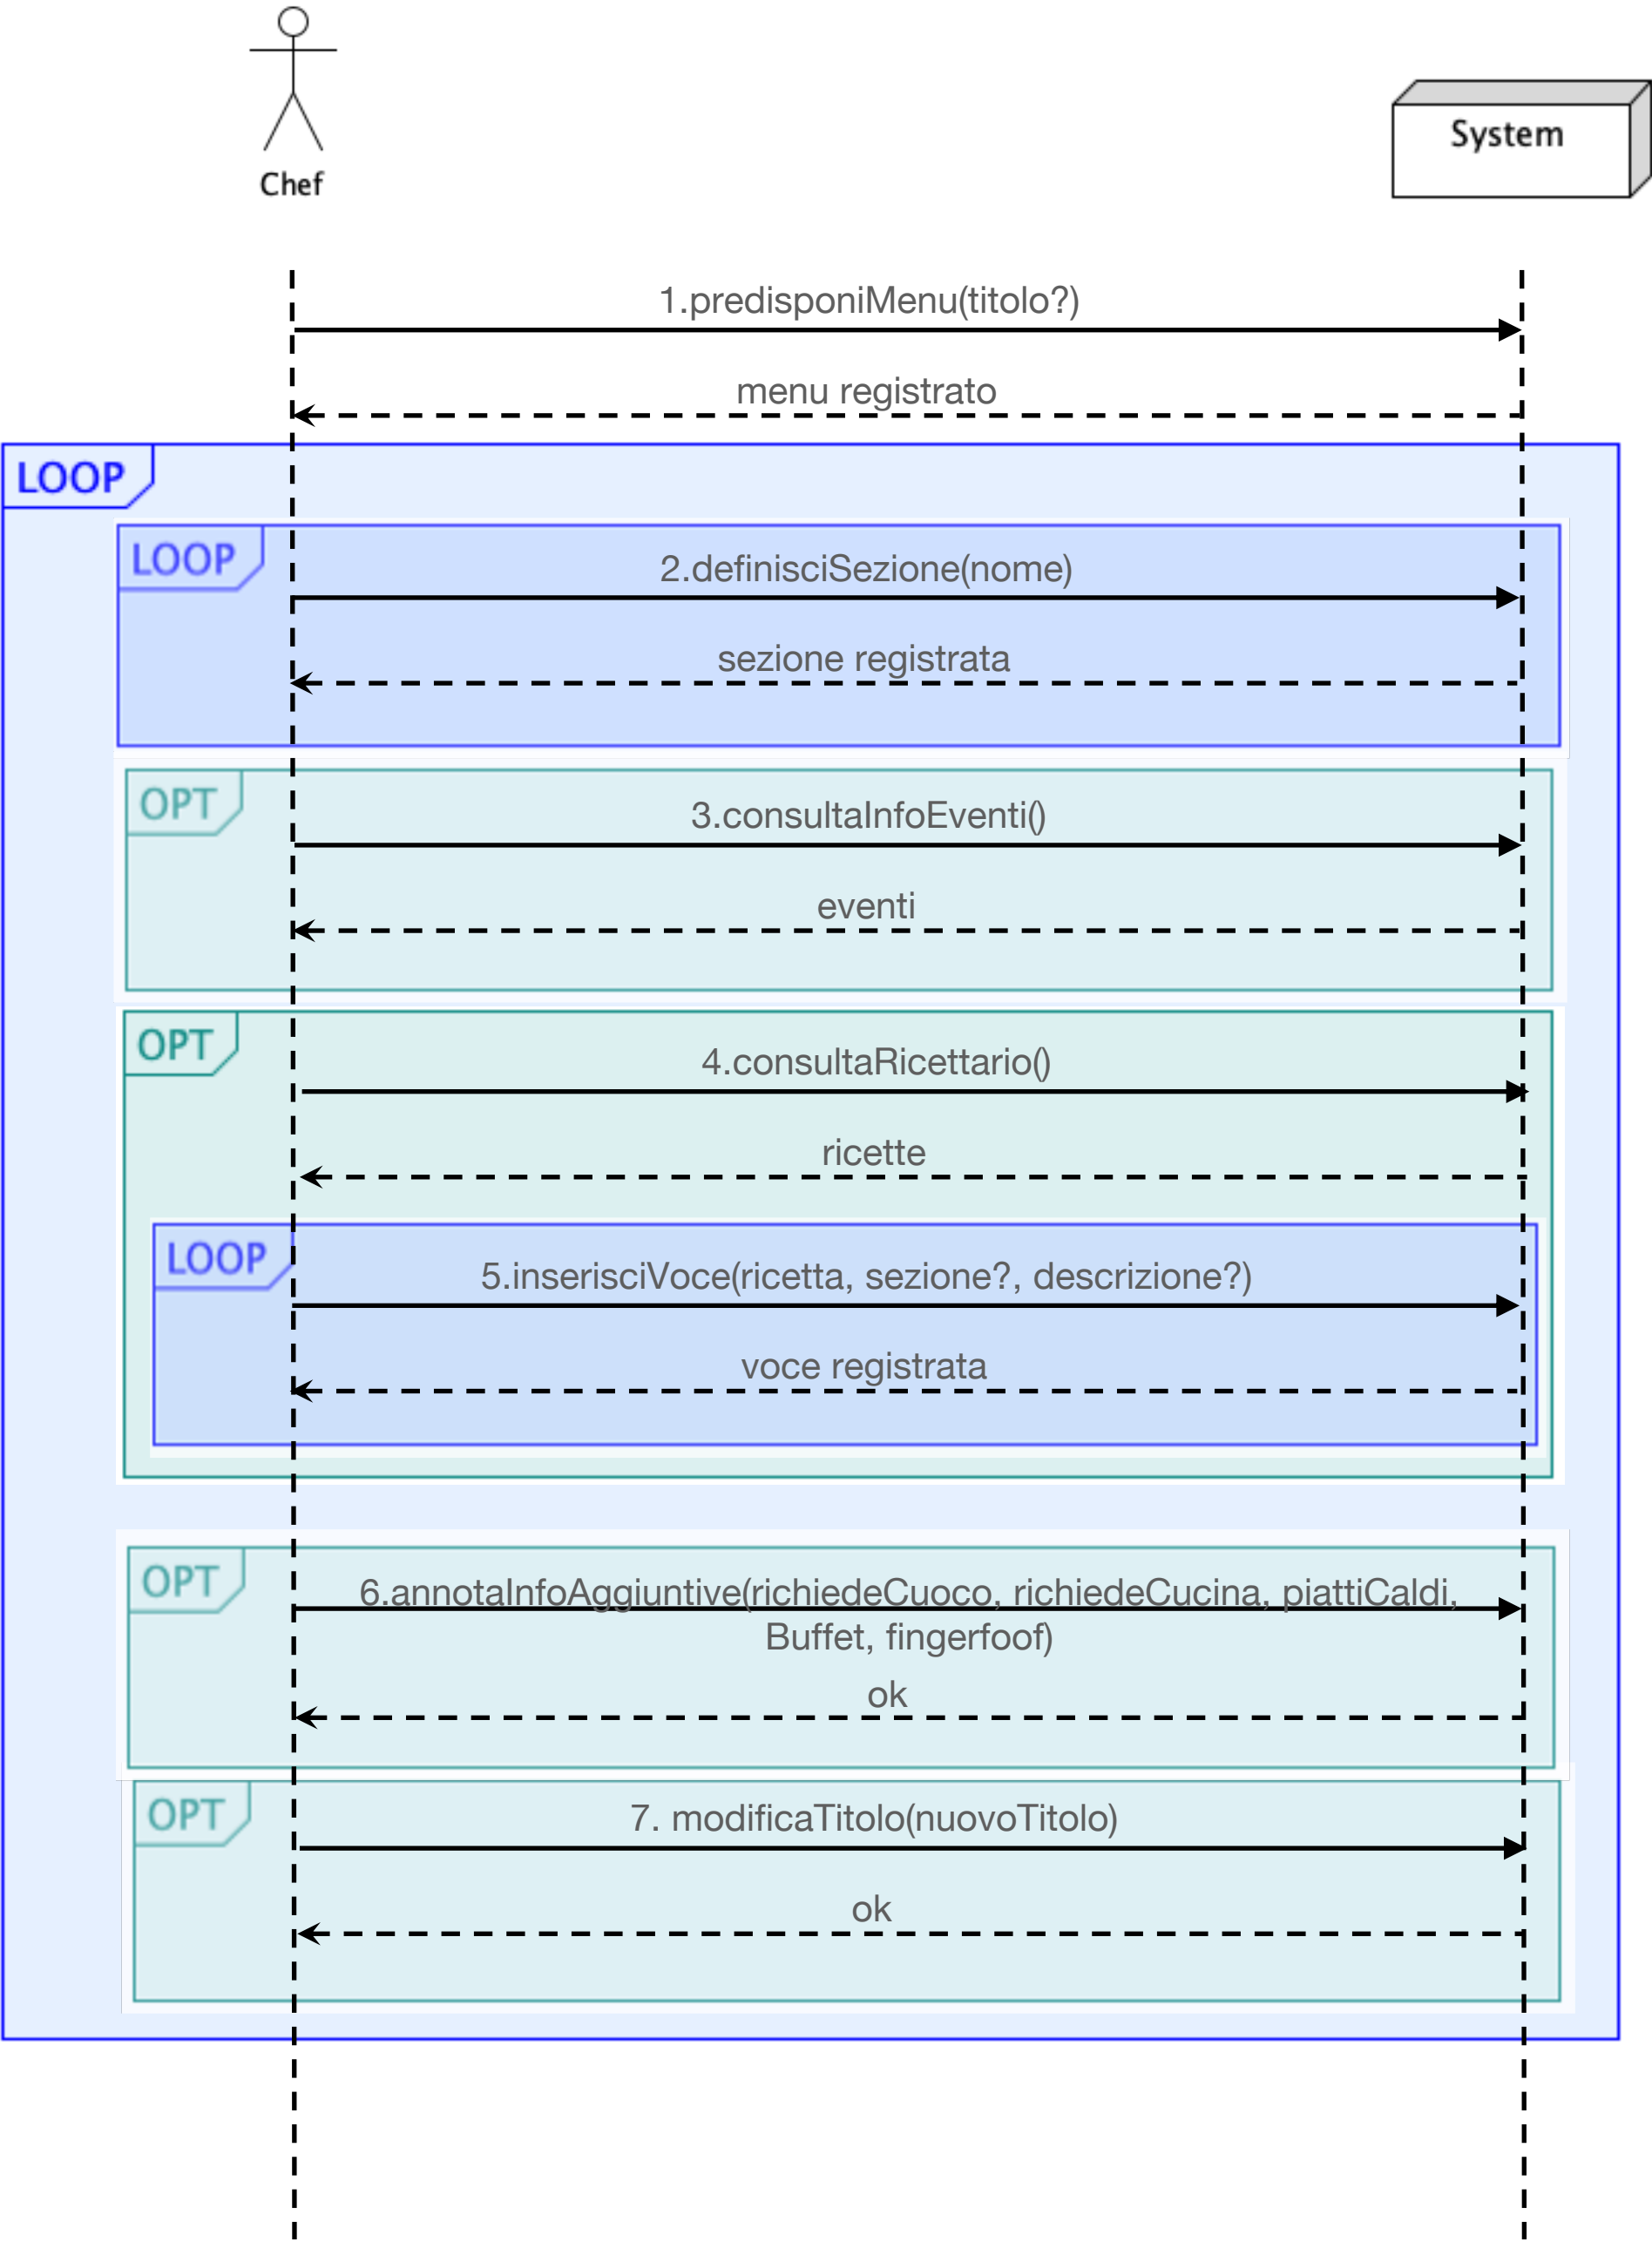 Chef
System
1.predisponiMenu(titolo?)
menu registrato
LOOP
LOOP
2.definisciSezione(nome)
sezione registrata
OPT
3.consultaInfoEventi()
eventi
OPT
4.consultaRicettario()
ricette
LOOP
5.inserisciVoce(ricetta, sezione?, descrizione?)
voce registrata
OPT
6.annotaInfoAggiuntive(richiedeCuoco, richiedeCucina, piattiCaldi,
Buffet, fingerfoof)
ok
OPT
7. modificaTitolo(nuovoTitolo)
ok